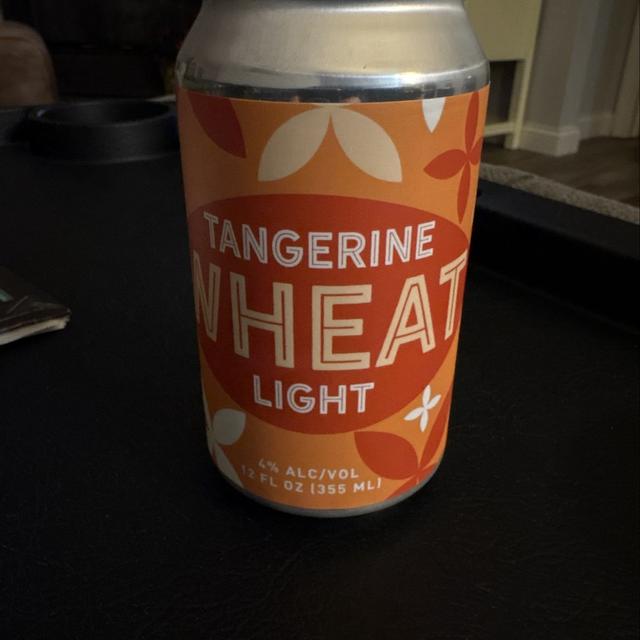 TANGERINE
WHEAT
LIGHT
4% ALC/VOL
12 FL OZ (355 ML)